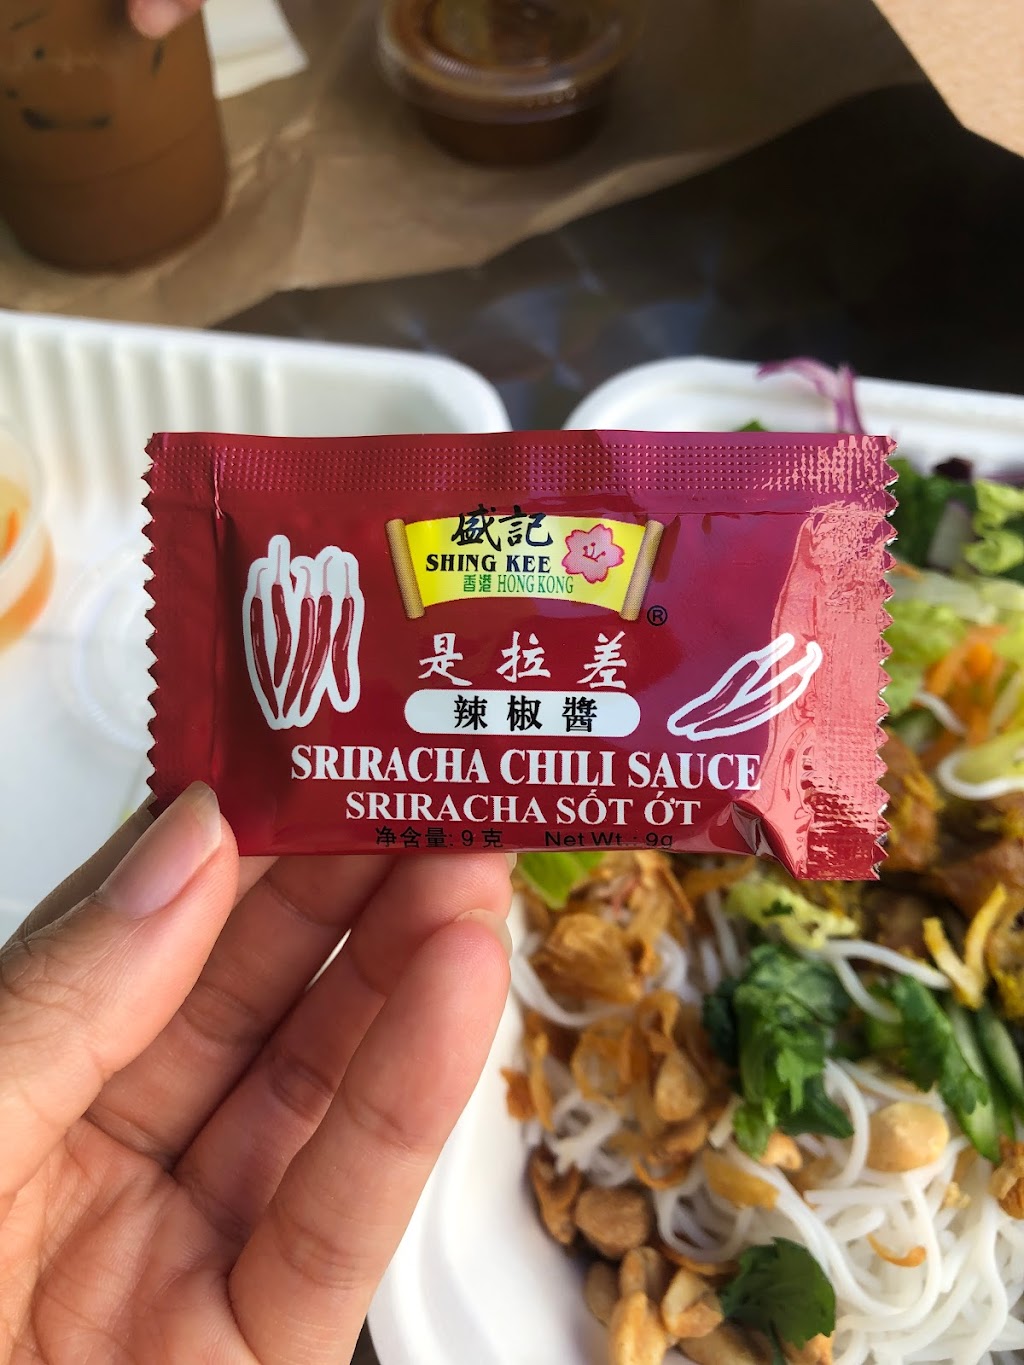 盛記
SHING KEE
香港 HONG KONG
®
是拉差
辣椒醬
SRIRACHA CHILI SAUCE
SRIRACHA SỐT ỚT
净含量: 9 克 Net Wt.: 9g